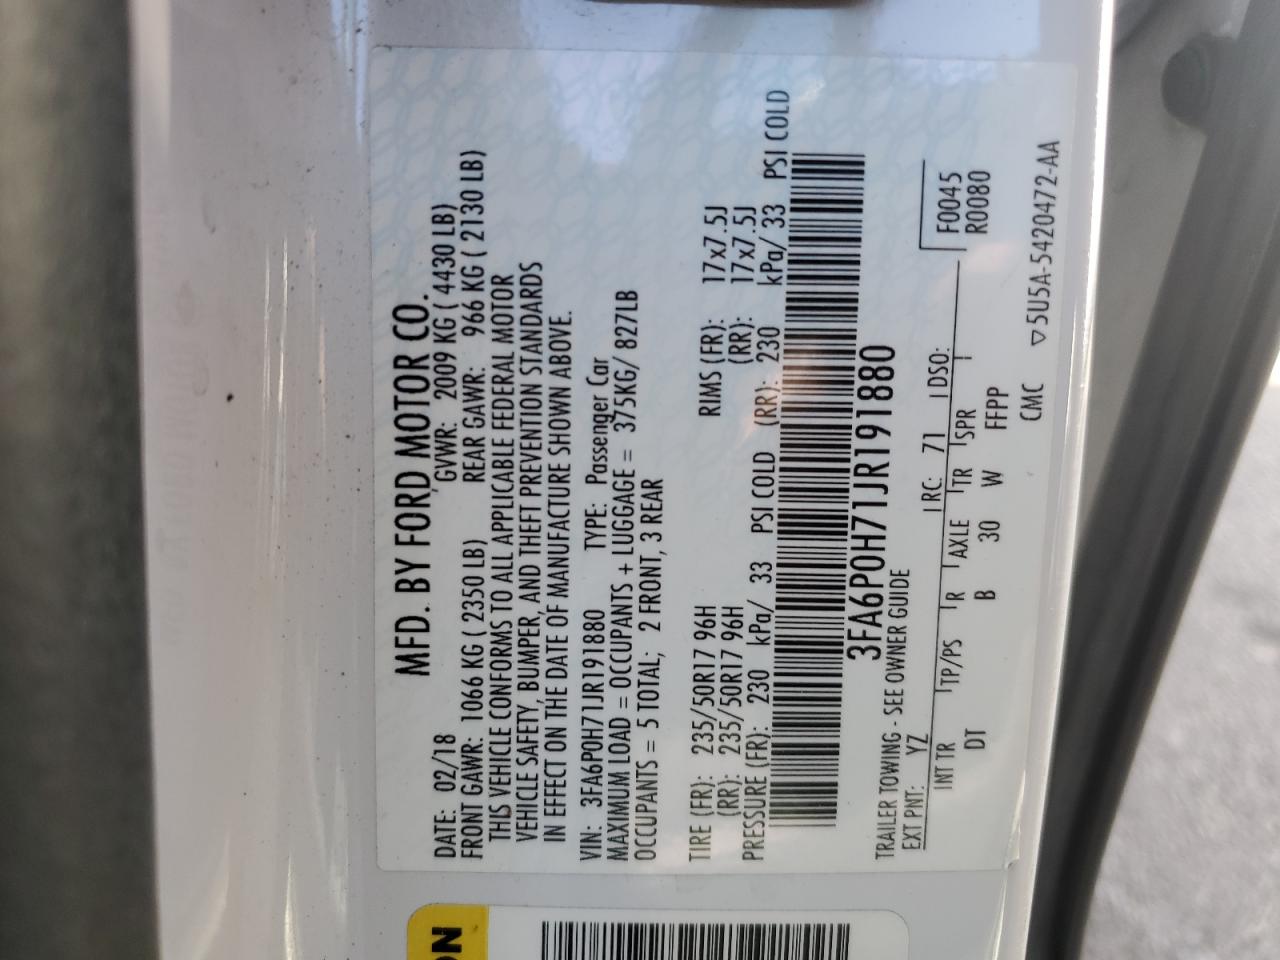 MFD. BY FORD MOTOR CO.
DATE: 02/18 GVWR: 2009 KG ( 4430 LB)
FRONT GAWR: 1066 KG ( 2350 LB) REAR GAWR: 966 KG ( 2130 LB)
THIS VEHICLE CONFORMS TO ALL APPLICABLE FEDERAL MOTOR
VEHICLE SAFETY, BUMPER, AND THEFT PREVENTION STANDARDS
IN EFFECT ON THE DATE OF MANUFACTURE SHOWN ABOVE.
VIN: 3FA6P0H71JR191880 TYPE: Passenger Car
MAXIMUM LOAD = OCCUPANTS + LUGGAGE = 375KG/ 827LB
OCCUPANTS = 5 TOTAL; 2 FRONT, 3 REAR
TIRE (FR): 235/50R17 96H RIMS (FR): 17x7.5J
(RR): 235/50R17 96H (RR): 17x7.5J
PRESSURE (FR): 230 kPa/ 33 PSI COLD (RR): 230 kPa/ 33 PSI COLD
3FA6P0H71JR191880
TRAILER TOWING - SEE OWNER GUIDE
EXT PNT: YZ RC: 71 DSO: F0045
INT TR TP/PS R AXLE TR SPR R0080
DT B 30 W FFPP
CMC ▽5U5A-5420472-AA
ON